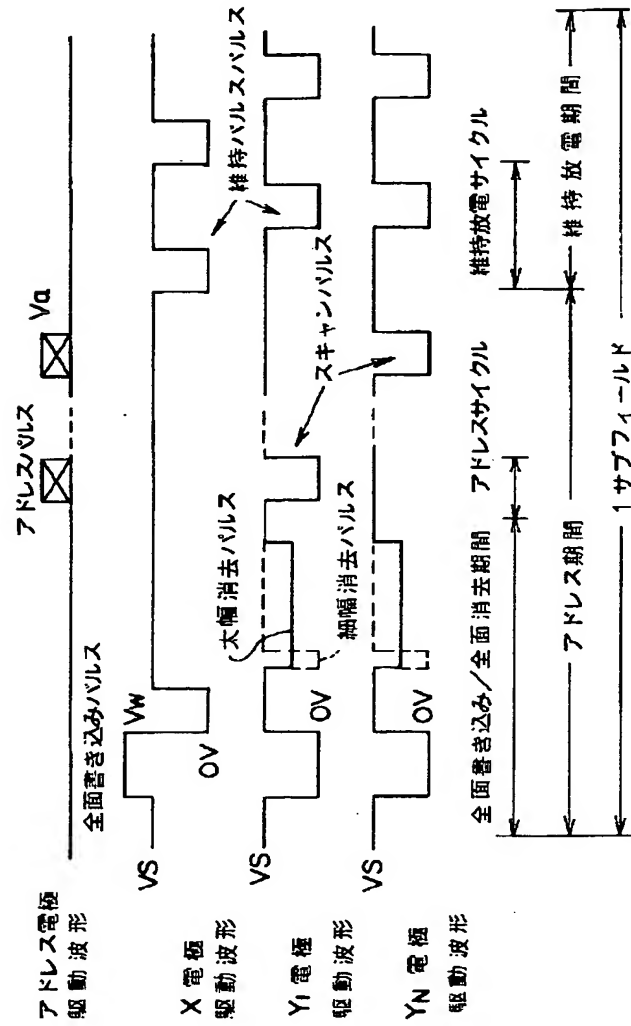 アドレス電極
駆動波形
アドレスパルス
Va
全面書き込みパルス
X電極
駆動波形
VS
Vw
0V
維持パルスパルス
Y1電極
駆動波形
VS
0V
太幅消去パルス
細幅消去パルス
スキャンパルス
YN電極
駆動波形
VS
0V
全面書き込み/全面消去期間
アドレスサイクル
維持放電サイクル
アドレス期間
維持放電期間
1サブフィールド